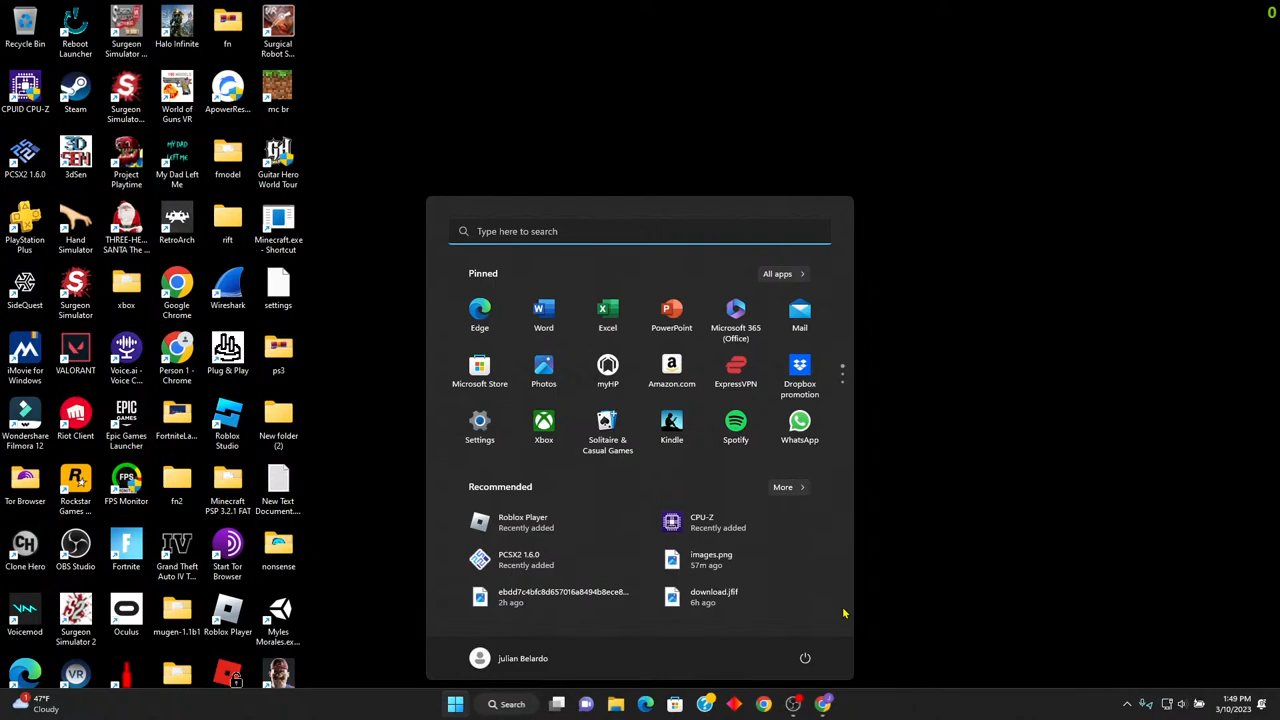 0
Recycle Bin
Reboot
Launcher
Surgeon
Simulator ...
Halo Infinite
fn
Surgical
Robot S...
CPUID CPU-Z
Steam
Surgeon
Simulato...
World of
Guns VR
ApowerRes...
mc br
PCSX2 1.6.0
3dSen
Project
Playtime
My Dad
Left Me
fmodel
Guitar Hero
World Tour
PlayStation
Plus
Hand
Simulator
THREE-HE...
SANTA The ...
RetroArch
rift
Minecraft.exe
- Shortcut
SideQuest
Surgeon
Simulator
xbox
Google
Chrome
Wireshark
settings
iMovie for
Windows
VALORANT
Voice.ai -
Voice C...
Person 1 -
Chrome
Plug & Play
ps3
Wondershare
Filmora 12
Riot Client
Epic Games
Launcher
FortniteLa...
Roblox
Studio
New folder
(2)
Tor Browser
Rockstar
Games ...
FPS Monitor
fn2
Minecraft
PSP 3.2.1 FAT
New Text
Document....
Clone Hero
OBS Studio
Fortnite
Grand Theft
Auto IV T...
Start Tor
Browser
nonsense
Voicemod
Surgeon
Simulator 2
Oculus
mugen-1.1b1
Roblox Player
Myles
Morales.ex...
Type here to search
Pinned
All apps
Edge
Word
Excel
PowerPoint
Microsoft 365
(Office)
Mail
Microsoft Store
Photos
myHP
Amazon.com
ExpressVPN
Dropbox
promotion
Settings
Xbox
Solitaire &
Casual Games
Kindle
Spotify
WhatsApp
Recommended
More
Roblox Player
Recently added
CPU-Z
Recently added
PCSX2 1.6.0
Recently added
images.png
57m ago
ebdd7c4bfc8d657016a8494b8ece8...
2h ago
download.jfif
6h ago
julian Belardo
1
47°F
Cloudy
Search
1:49 PM
3/10/2023